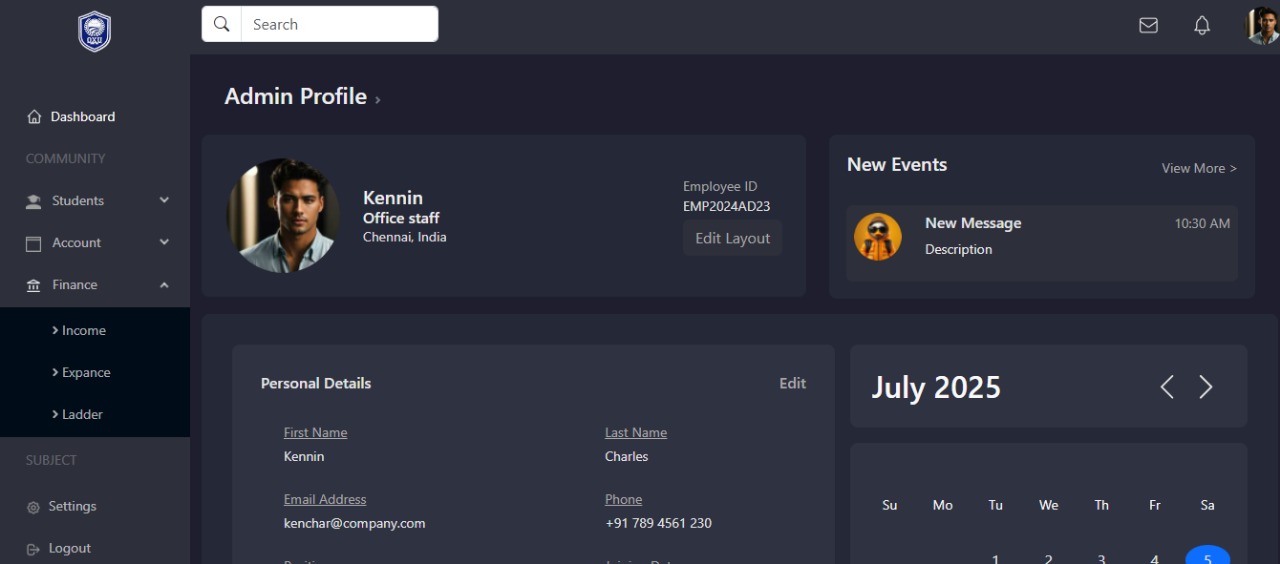 Search
Dashboard
COMMUNITY
Students
Account
Finance
Income
Expance
Ladder
SUBJECT
Settings
Logout
Admin Profile >
Kennin
Office staff
Chennai, India
Employee ID
EMP2024AD23
Edit Layout
New Events
View More >
New Message
10:30 AM
Description
Personal Details
Edit
First Name
Kennin
Last Name
Charles
Email Address
kenchar@company.com
Phone
+91 789 4561 230
July 2025
Su Mo Tu We Th Fr Sa
1 2 3 4 5